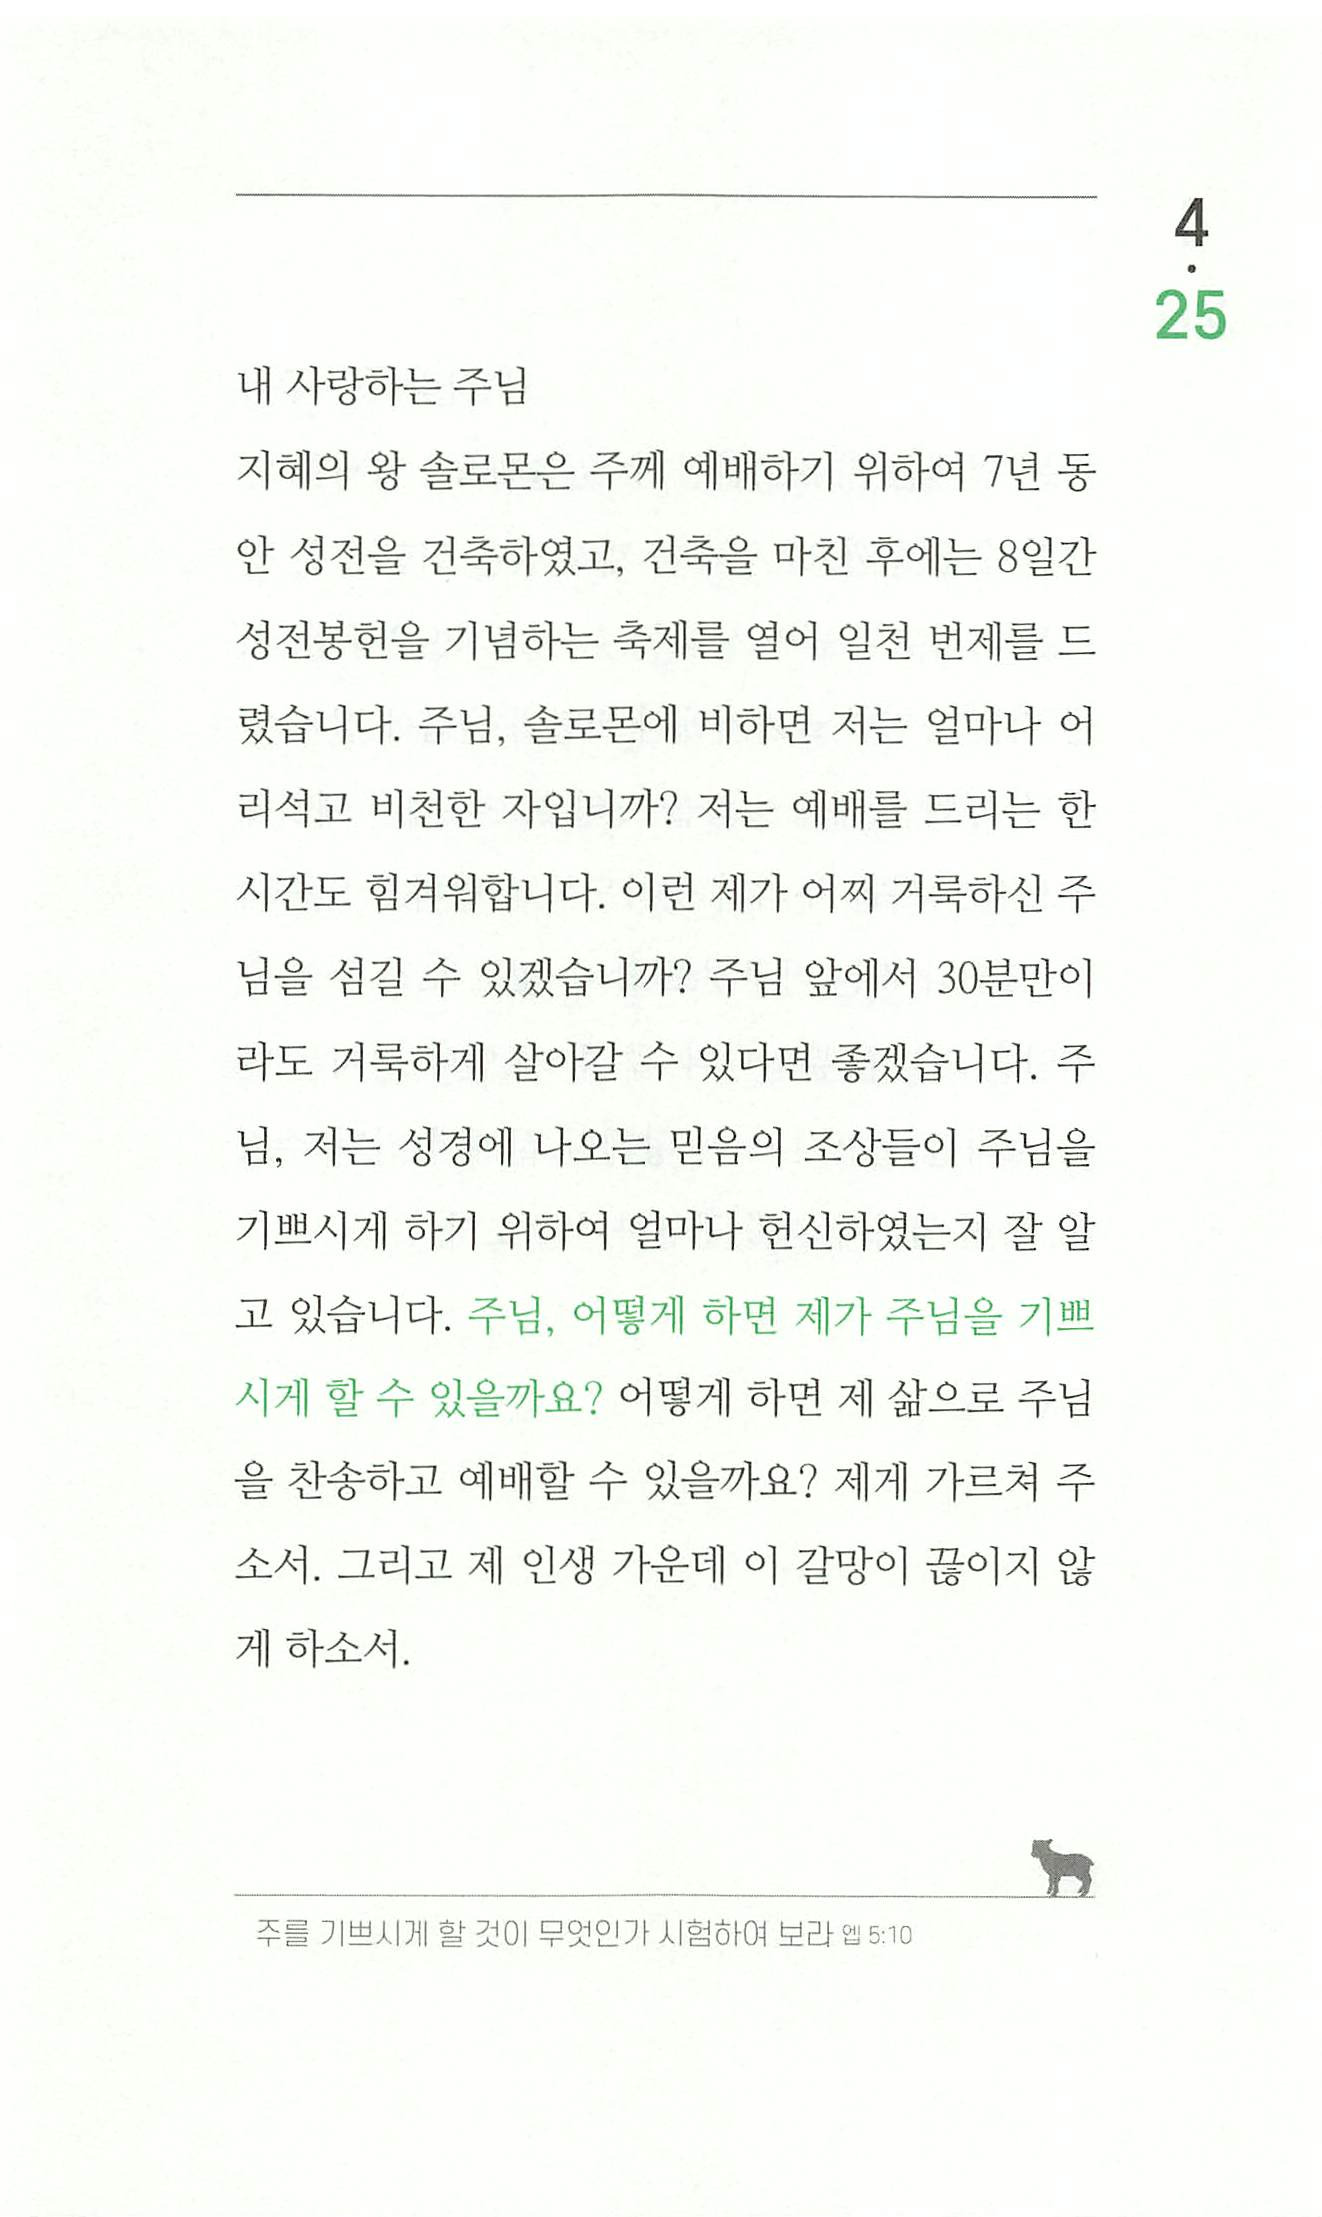 4
·
25
내 사랑하는 주님
지혜의 왕 솔로몬은 주께 예배하기 위하여 7년 동
안 성전을 건축하였고, 건축을 마친 후에는 8일간
성전봉헌을 기념하는 축제를 열어 일천 번제를 드
렸습니다. 주님, 솔로몬에 비하면 저는 얼마나 어
리석고 비천한 자입니까? 저는 예배를 드리는 한
시간도 힘겨워합니다. 이런 제가 어찌 거룩하신 주
님을 섬길 수 있겠습니까? 주님 앞에서 30분만이
라도 거룩하게 살아갈 수 있다면 좋겠습니다. 주
님, 저는 성경에 나오는 믿음의 조상들이 주님을
기쁘시게 하기 위하여 얼마나 헌신하였는지 잘 알
고 있습니다. 주님, 어떻게 하면 제가 주님을 기쁘
시게 할 수 있을까요? 어떻게 하면 제 삶으로 주님
을 찬송하고 예배할 수 있을까요? 제게 가르쳐 주
소서. 그리고 제 인생 가운데 이 갈망이 끊이지 않
게 하소서.
주를 기쁘시게 할 것이 무엇인가 시험하여 보라 엡 5:10